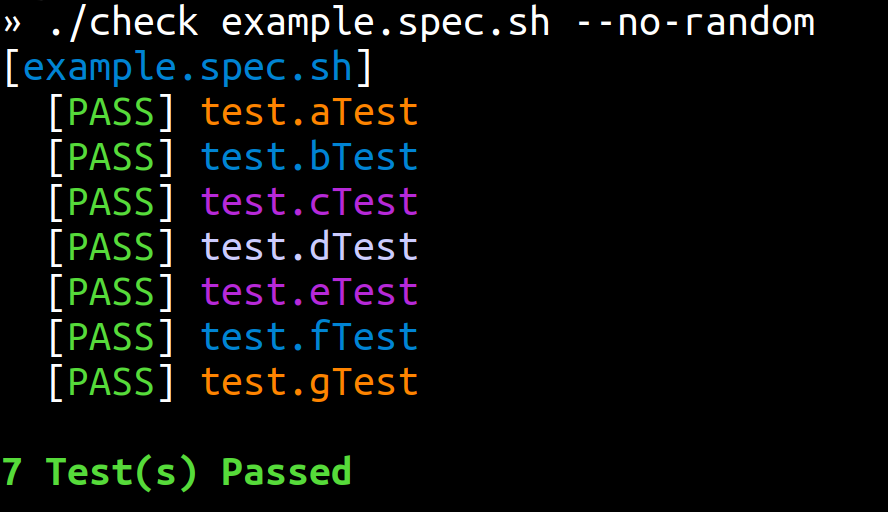 » ./check example.spec.sh --no-random
[example.spec.sh]
[PASS] test.aTest
[PASS] test.bTest
[PASS] test.cTest
[PASS] test.dTest
[PASS] test.eTest
[PASS] test.fTest
[PASS] test.gTest
7 Test(s) Passed